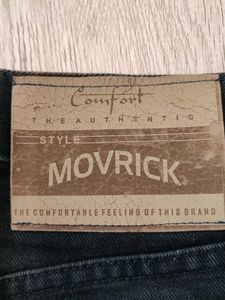 Comfort
THE AUTHENTIC
STYLE
MOVRICK
THE COMFORTABLE FEELING OF THIS BRAND